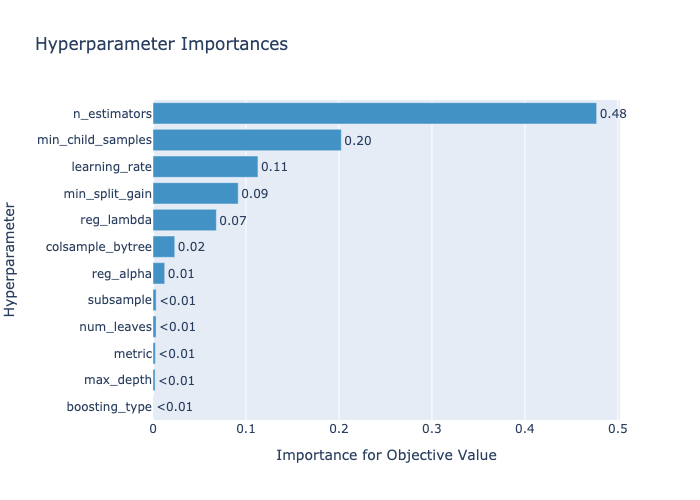 Hyperparameter Importances
Hyperparameter
n_estimators 0.48
min_child_samples 0.20
learning_rate 0.11
min_split_gain 0.09
reg_lambda 0.07
colsample_bytree 0.02
reg_alpha 0.01
subsample <0.01
num_leaves <0.01
metric <0.01
max_depth <0.01
boosting_type <0.01
0 0.1 0.2 0.3 0.4 0.5
Importance for Objective Value